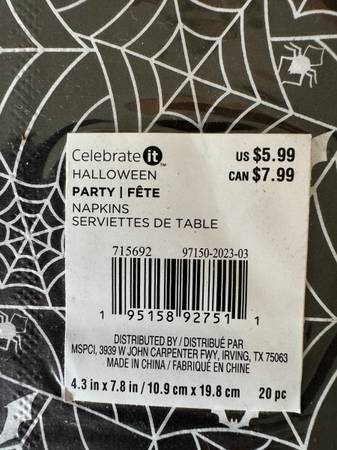 Celebrate it™ US $5.99
HALLOWEEN CAN $7.99
PARTY | FÊTE
NAPKINS
SERVIETTES DE TABLE
715692 97150-2023-03
1 95158 92751 1
DISTRIBUTED BY / DISTRIBUÉ PAR
MSPCI, 3939 W JOHN CARPENTER FWY, IRVING, TX 75063
MADE IN CHINA / FABRIQUÉ EN CHINE
4.3 in x 7.8 in / 10.9 cm x 19.8 cm 20 pc